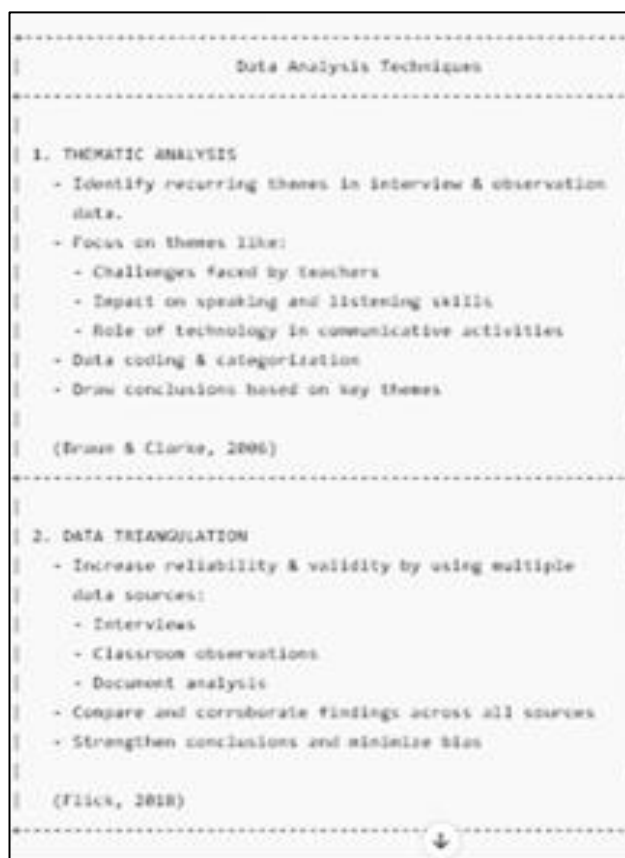 Data Analysis Techniques
1. THEMATIC ANALYSIS
- Identify recurring themes in interview & observation
data.
- Focus on themes like:
- Challenges faced by teachers
- Impact on speaking and listening skills
- Role of technology in communicative activities
- Data coding & categorization
- Draw conclusions based on key themes
(Braun & Clarke, 2006)
2. DATA TRIANGULATION
- Increase reliability & validity by using multiple
data sources:
- Interviews
- Classroom observations
- Document analysis
- Compare and corroborate findings across all sources
- Strengthen conclusions and minimize bias
(Flick, 2018)